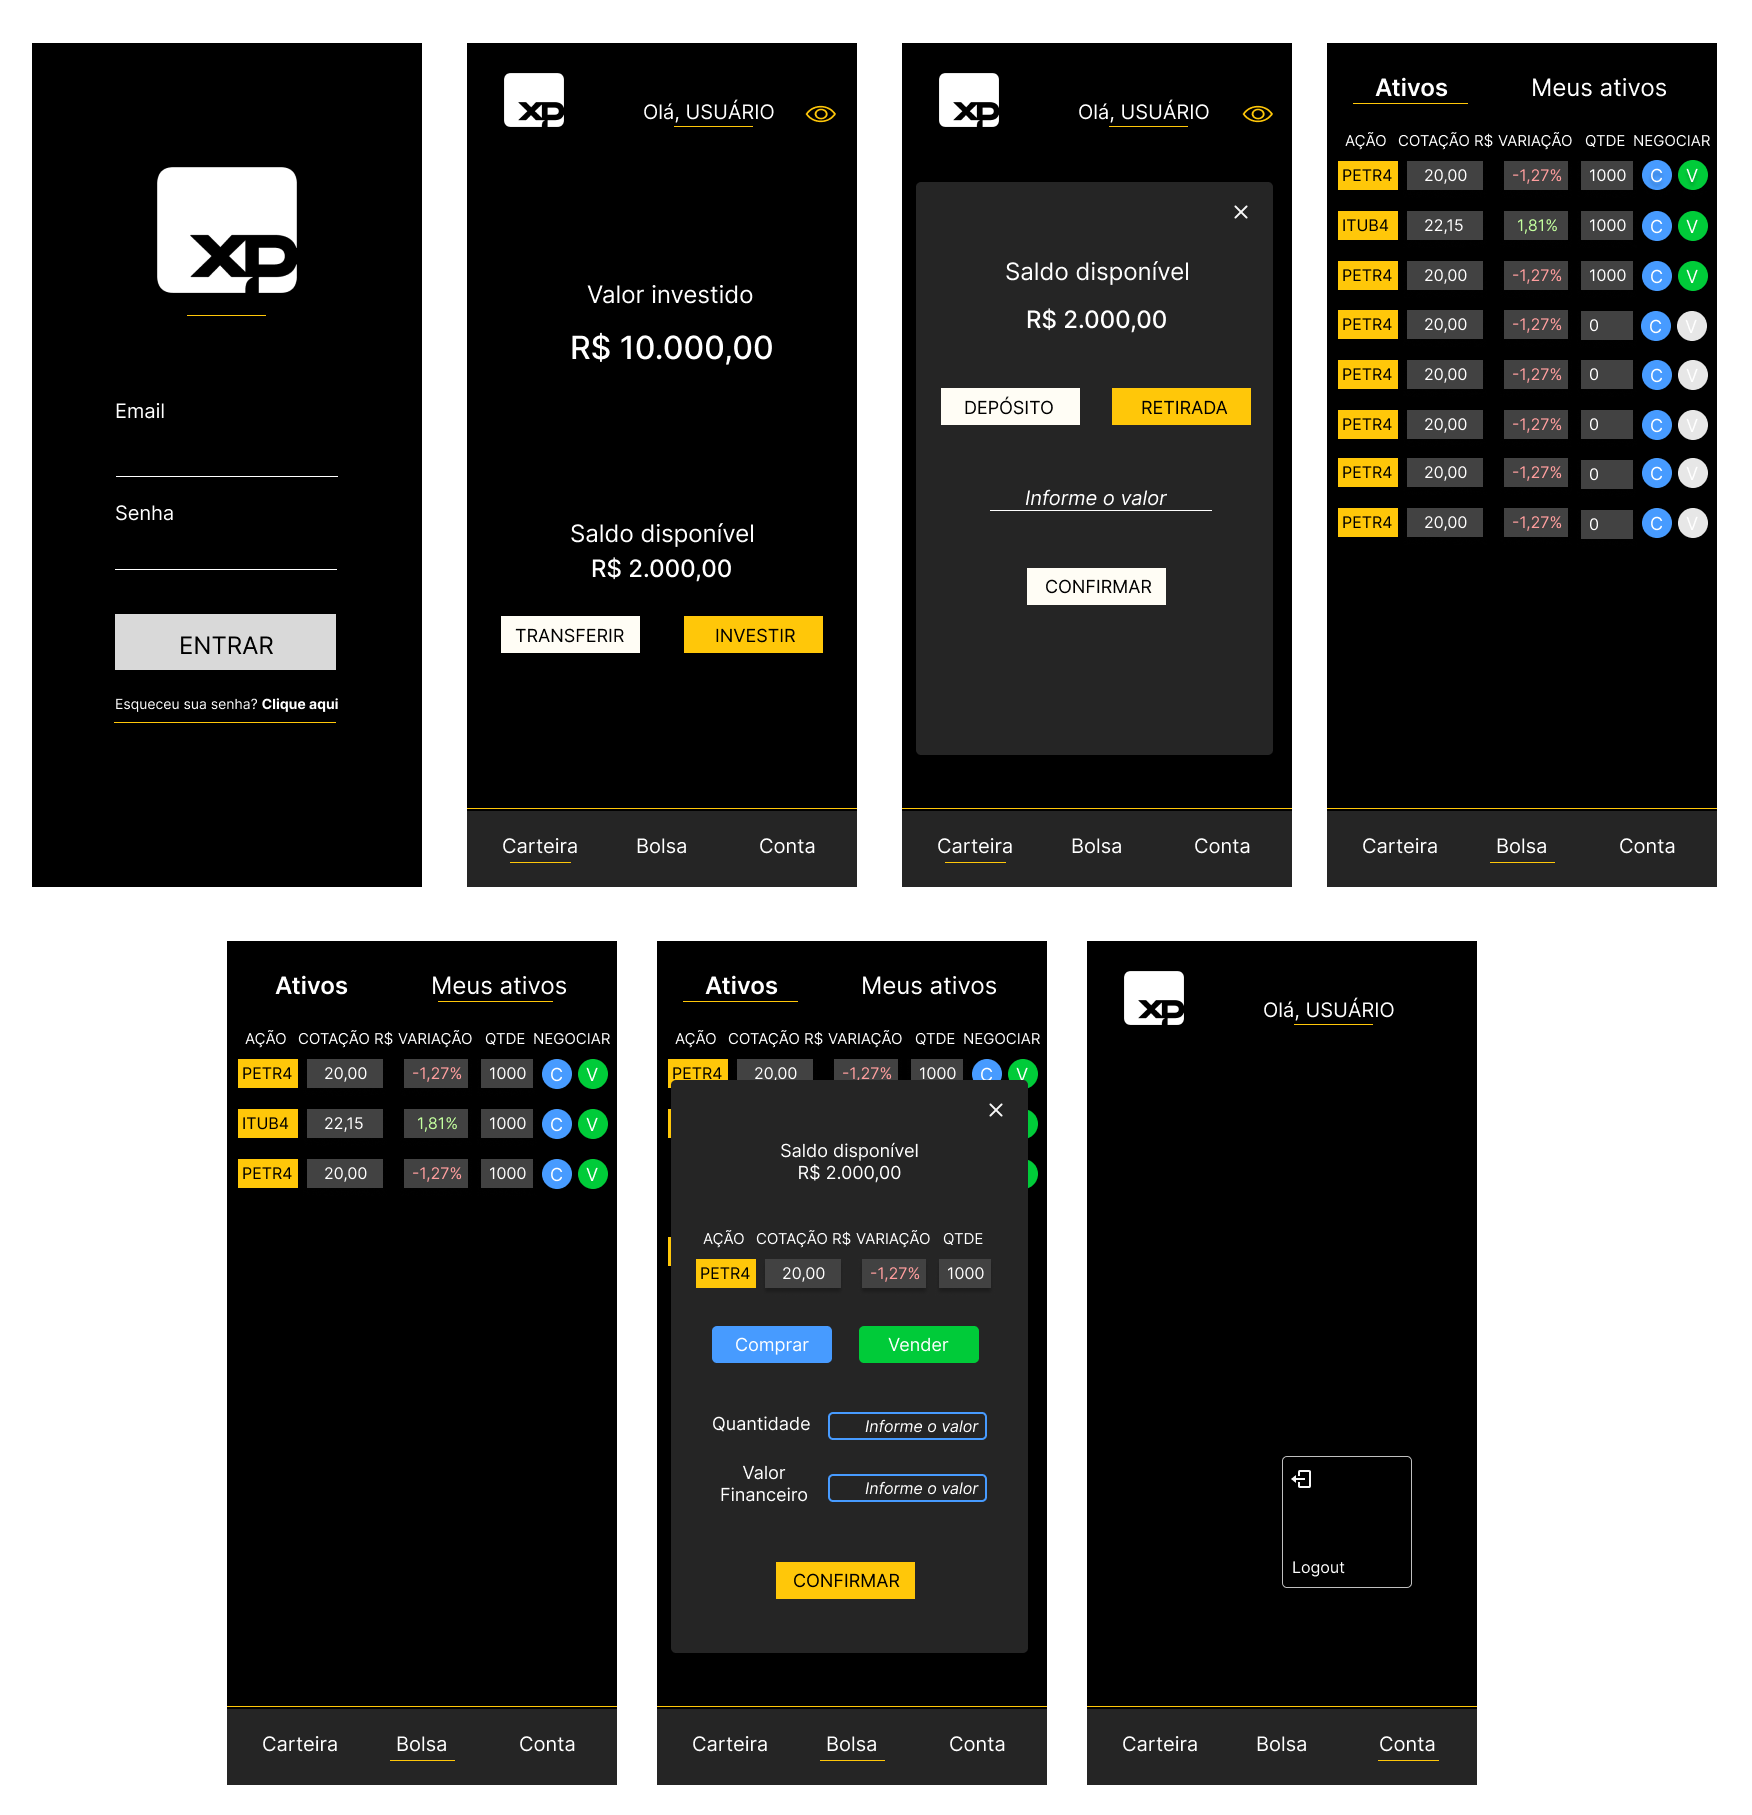 XP
Email
Senha
ENTRAR
Esqueceu sua senha? Clique aqui
XP
Olá, USUÁRIO
Valor investido
R$ 10.000,00
Saldo disponível
R$ 2.000,00
TRANSFERIR INVESTIR
Carteira Bolsa Conta
XP
Olá, USUÁRIO
Saldo disponível
R$ 2.000,00
DEPÓSITO RETIRADA
Informe o valor
CONFIRMAR
Carteira Bolsa Conta
Ativos Meus ativos
AÇÃO COTAÇÃO R$ VARIAÇÃO QTDE NEGOCIAR
PETR4 20,00 -1,27% 1000 C V
ITUB4 22,15 1,81% 1000 C V
PETR4 20,00 -1,27% 1000 C V
PETR4 20,00 -1,27% 0 C V
PETR4 20,00 -1,27% 0 C V
PETR4 20,00 -1,27% 0 C V
PETR4 20,00 -1,27% 0 C V
PETR4 20,00 -1,27% 0 C V
Carteira Bolsa Conta
Ativos Meus ativos
AÇÃO COTAÇÃO R$ VARIAÇÃO QTDE NEGOCIAR
PETR4 20,00 -1,27% 1000 C V
ITUB4 22,15 1,81% 1000 C V
PETR4 20,00 -1,27% 1000 C V
Carteira Bolsa Conta
Ativos Meus ativos
AÇÃO COTAÇÃO R$ VARIAÇÃO QTDE NEGOCIAR
PETR4 20,00 -1,27% 1000 C V
Saldo disponível
R$ 2.000,00
AÇÃO COTAÇÃO R$ VARIAÇÃO QTDE
PETR4 20,00 -1,27% 1000
Comprar Vender
Quantidade Informe o valor
Valor
Financeiro Informe o valor
CONFIRMAR
Carteira Bolsa Conta
XP
Olá, USUÁRIO
Logout
Carteira Bolsa Conta